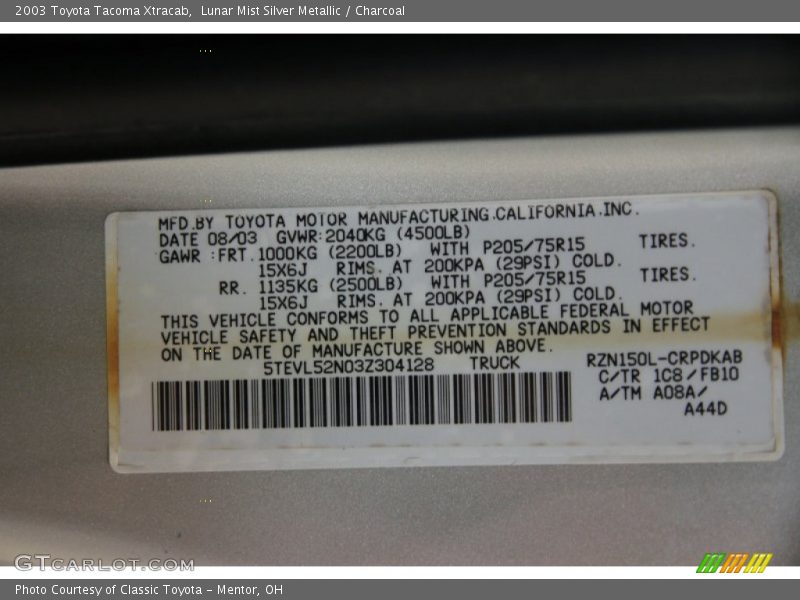 2003 Toyota Tacoma Xtracab,  Lunar Mist Silver Metallic / Charcoal
MFD.BY TOYOTA MOTOR MANUFACTURING.CALIFORNIA.INC.
DATE 08/03  GVWR:2040KG (4500LB)
GAWR :FRT.1000KG (2200LB)  WITH P205/75R15  TIRES.
15X6J  RIMS. AT 200KPA (29PSI) COLD.
RR. 1135KG (2500LB)  WITH P205/75R15  TIRES.
15X6J  RIMS. AT 200KPA (29PSI) COLD.
THIS VEHICLE CONFORMS TO ALL APPLICABLE FEDERAL MOTOR
VEHICLE SAFETY AND THEFT PREVENTION STANDARDS IN EFFECT
ON THE DATE OF MANUFACTURE SHOWN ABOVE.
5TEVL52N03Z304128  TRUCK  RZN150L-CRPDKAB
C/TR 1C8/FB10
A/TM A08A/
A44D
GTCARLOT.COM
Photo Courtesy of Classic Toyota - Mentor, OH